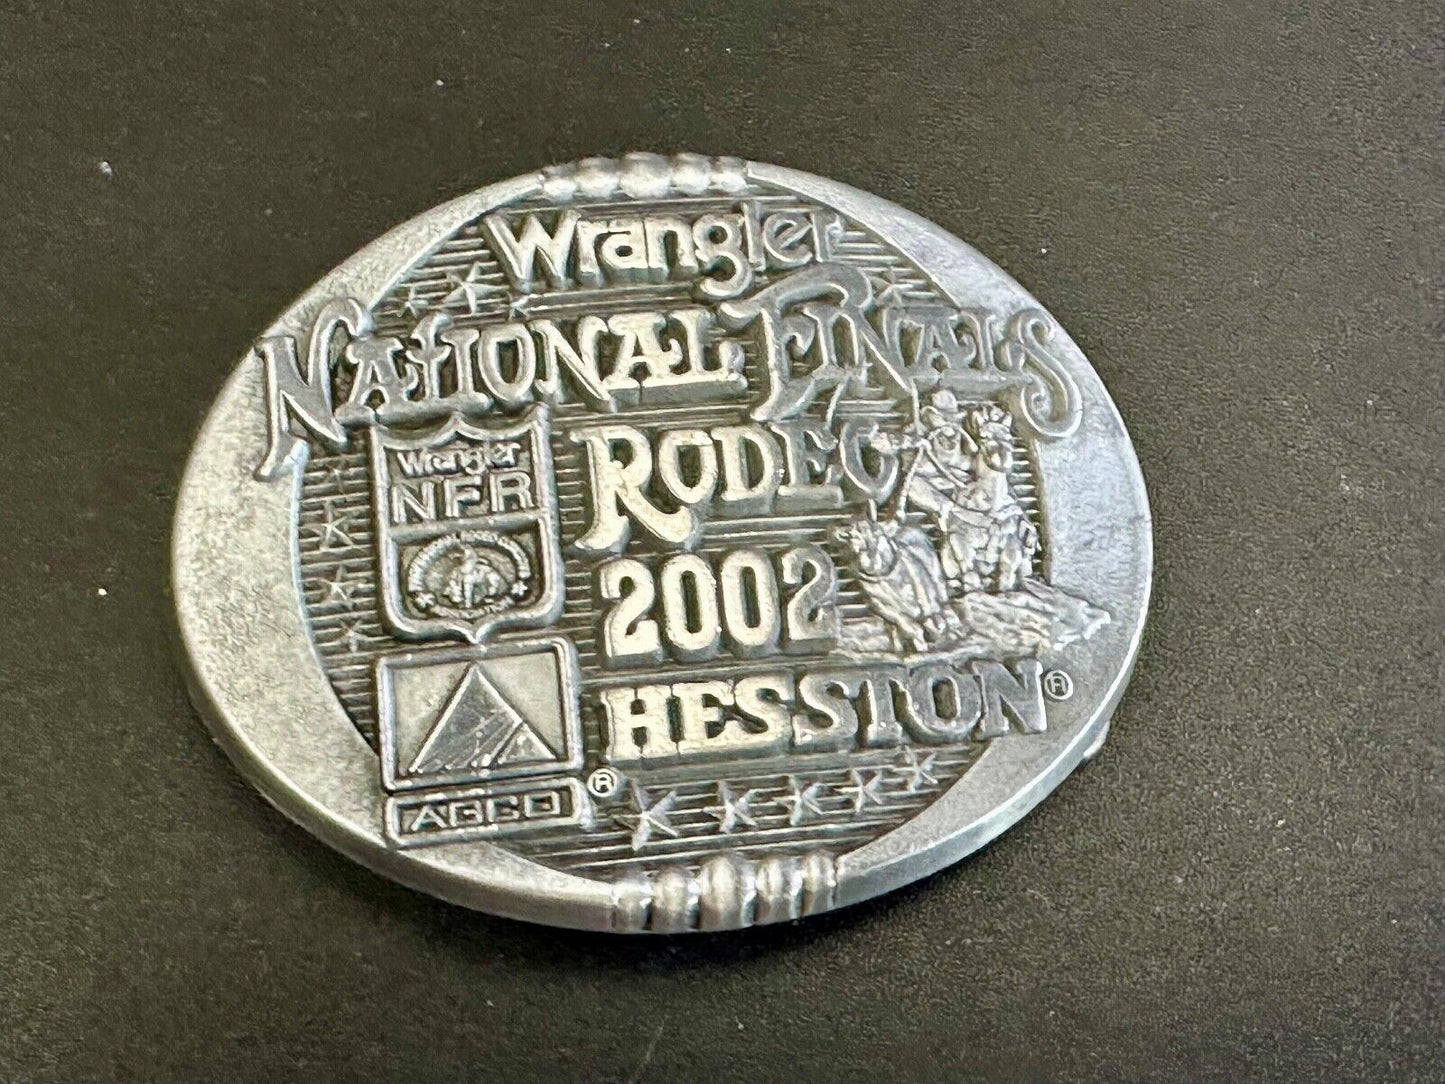 Wrangler
NATIONAL FINALS
RODEO
2002
HESSTON®
Wrangler
NFR
AGCO ®